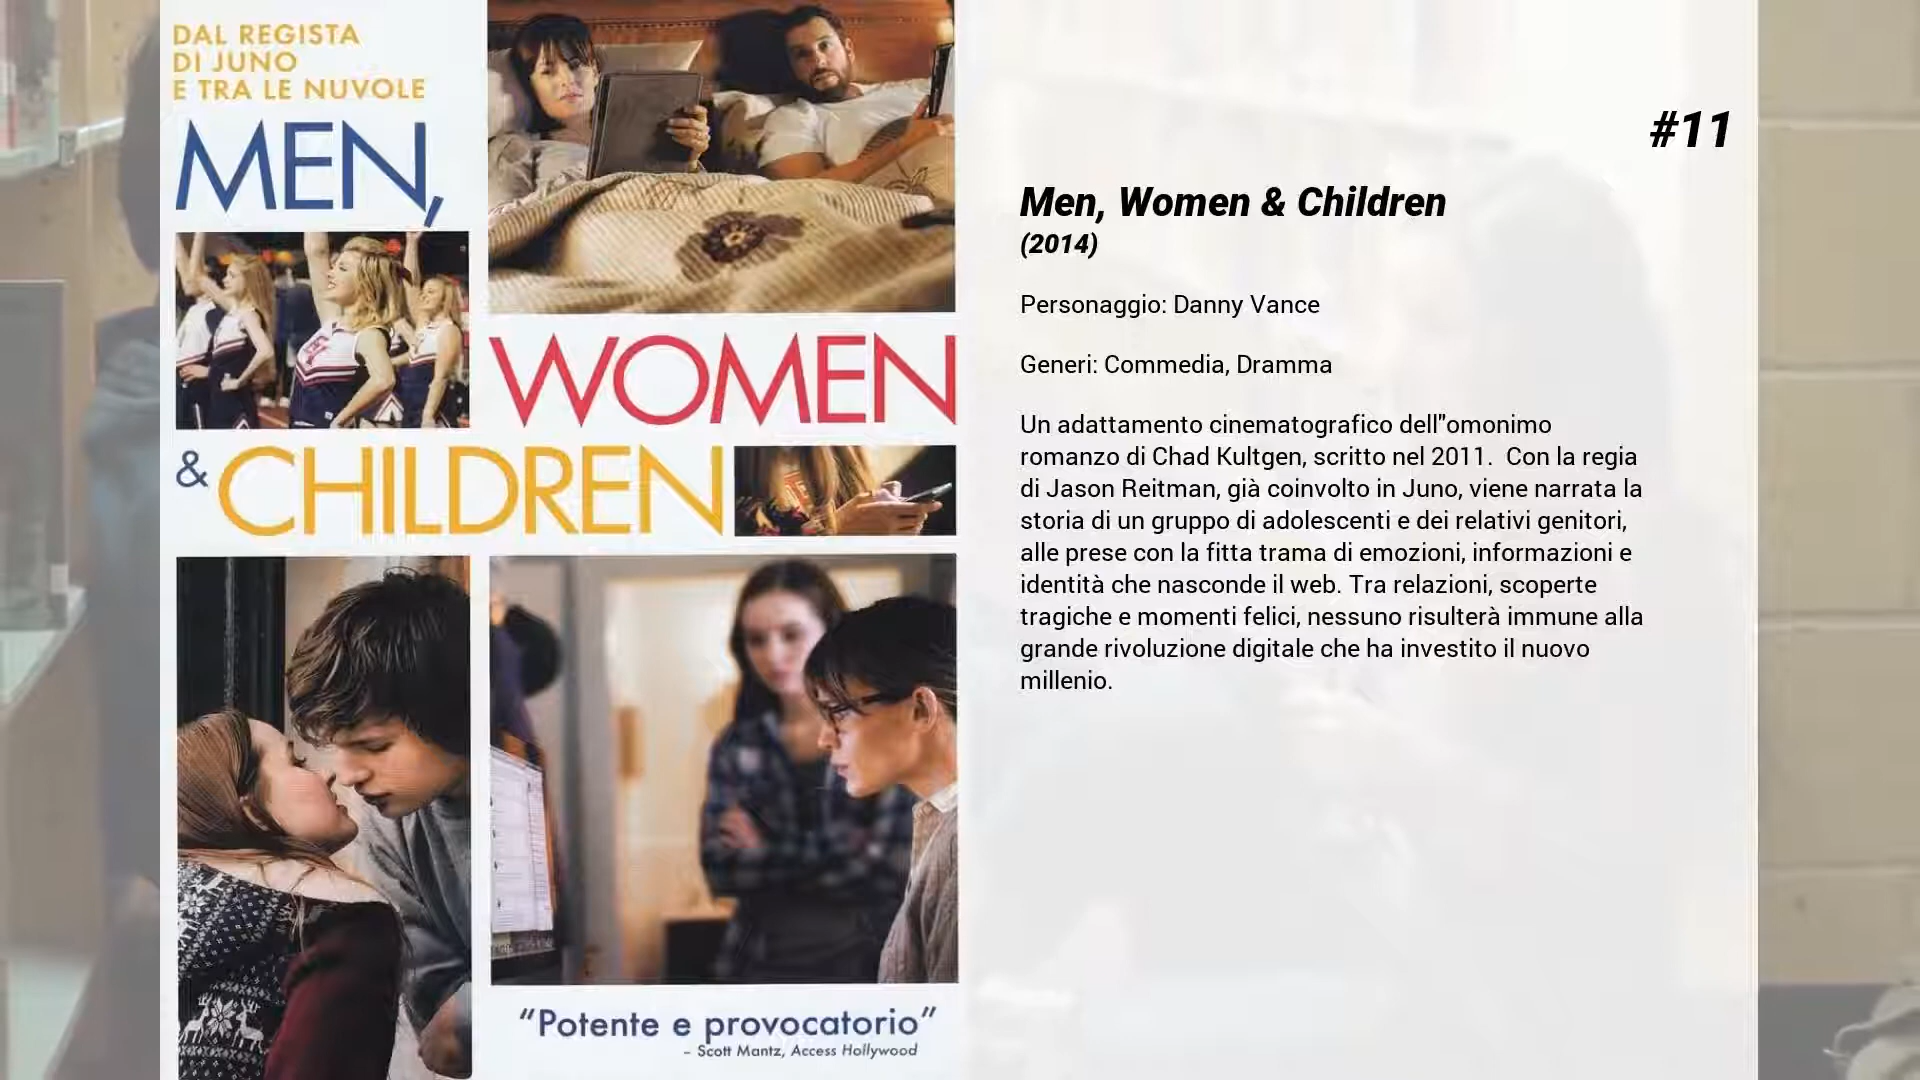 DAL REGISTA
DI JUNO
E TRA LE NUVOLE
MEN,
WOMEN
& CHILDREN
"Potente e provocatorio"
– Scott Mantz, Access Hollywood
#11
Men, Women & Children
(2014)
Personaggio: Danny Vance
Generi: Commedia, Dramma
Un adattamento cinematografico dell"omonimo
romanzo di Chad Kultgen, scritto nel 2011.  Con la regia
di Jason Reitman, già coinvolto in Juno, viene narrata la
storia di un gruppo di adolescenti e dei relativi genitori,
alle prese con la fitta trama di emozioni, informazioni e
identità che nasconde il web. Tra relazioni, scoperte
tragiche e momenti felici, nessuno risulterà immune alla
grande rivoluzione digitale che ha investito il nuovo
millenio.